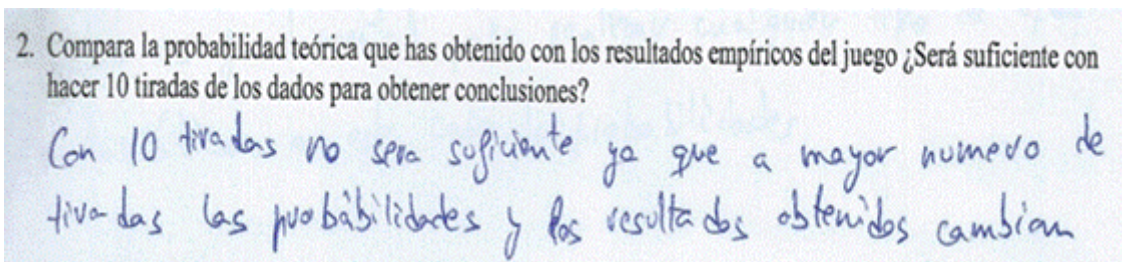 2. Compara la probabilidad teórica que has obtenido con los resultados empíricos del juego ¿Será suficiente con
hacer 10 tiradas de los dados para obtener conclusiones?
Con 10 tiradas no sera suficiente ya que a mayor numero de
tiradas las probabilidades y los resultados obtenidos cambian